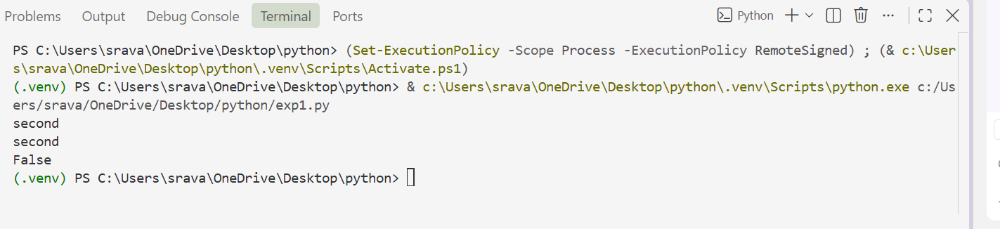 Problems Output Debug Console Terminal Ports Python
PS C:\Users\srava\OneDrive\Desktop\python> (Set-ExecutionPolicy -Scope Process -ExecutionPolicy RemoteSigned) ; (& c:\User
s\srava\OneDrive\Desktop\python\.venv\Scripts\Activate.ps1)
(.venv) PS C:\Users\srava\OneDrive\Desktop\python> & c:\Users\srava\OneDrive\Desktop\python\.venv\Scripts\python.exe c:/Us
ers/srava/OneDrive/Desktop/python/exp1.py
second
second
False
(.venv) PS C:\Users\srava\OneDrive\Desktop\python>